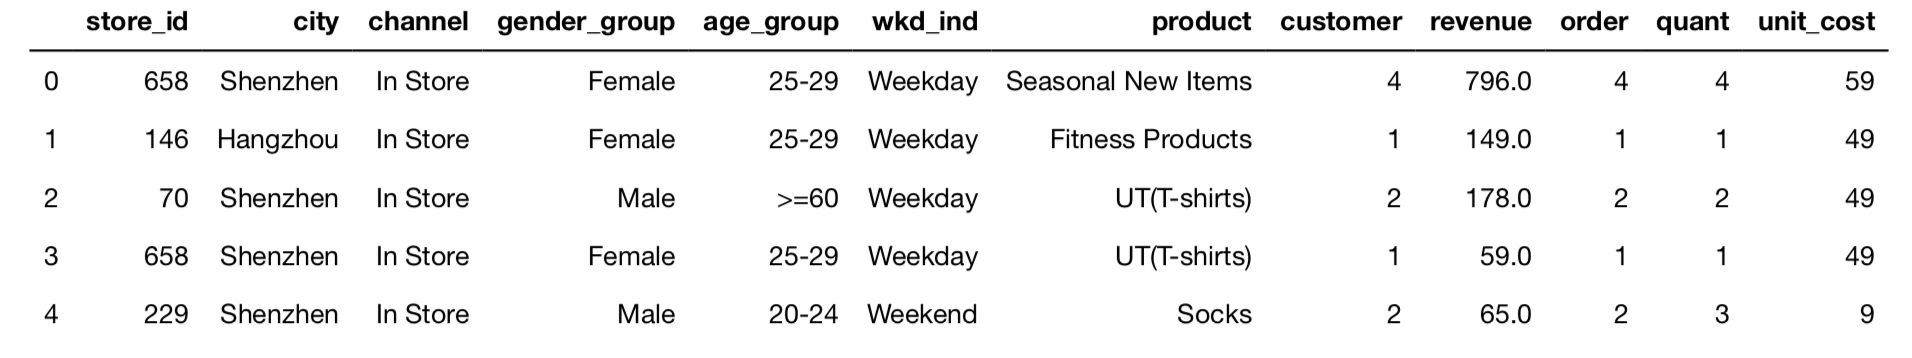 store_id city channel gender_group age_group wkd_ind product customer revenue order quant unit_cost
0 658 Shenzhen In Store Female 25-29 Weekday Seasonal New Items 4 796.0 4 4 59
1 146 Hangzhou In Store Female 25-29 Weekday Fitness Products 1 149.0 1 1 49
2 70 Shenzhen In Store Male >=60 Weekday UT(T-shirts) 2 178.0 2 2 49
3 658 Shenzhen In Store Female 25-29 Weekday UT(T-shirts) 1 59.0 1 1 49
4 229 Shenzhen In Store Male 20-24 Weekend Socks 2 65.0 2 3 9